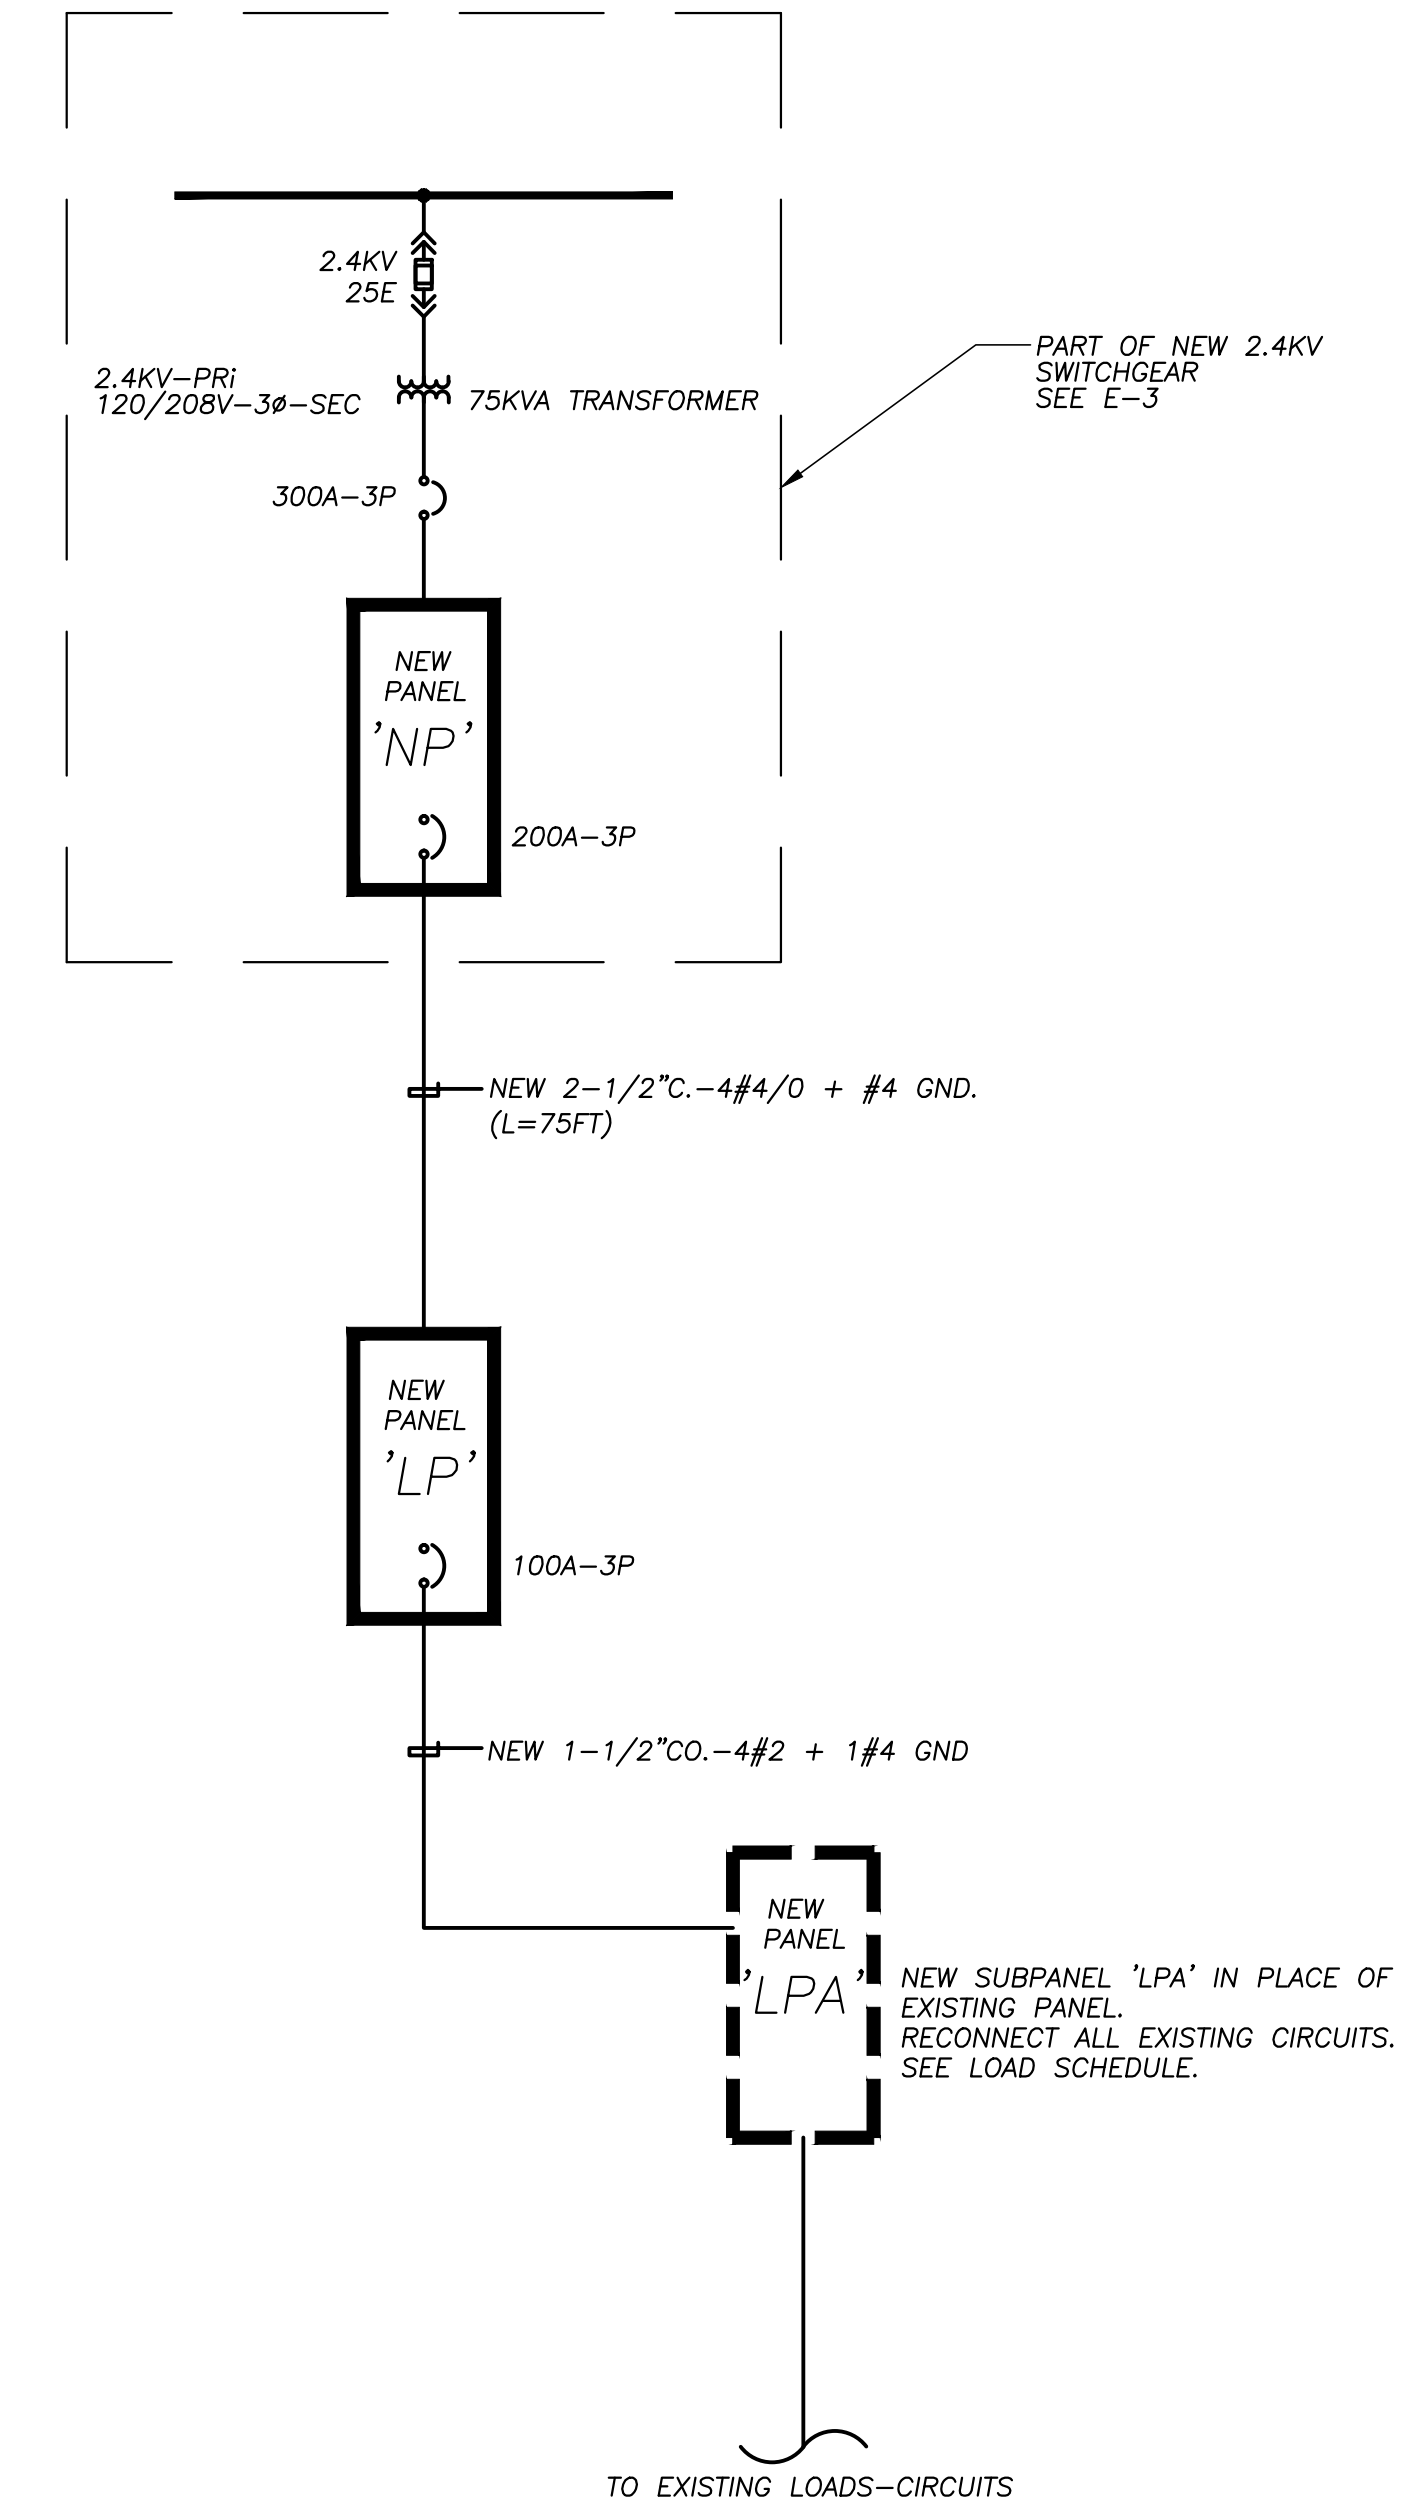 2.4KV
25E
PART OF NEW 2.4KV
SWITCHGEAR
SEE E-3
2.4KV-PRi
120/208V-3ø-SEC
75KVA TRANSFORMER
300A-3P
NEW
PANEL
'NP'
200A-3P
NEW 2-1/2"C.-4#4/0 + #4 GND.
(L=75FT)
NEW
PANEL
'LP'
100A-3P
NEW 1-1/2"CO.-4#2 + 1#4 GND
NEW
PANEL
'LPA'
NEW SUBPANEL 'LPA' IN PLACE OF
EXISTING PANEL.
RECONNECT ALL EXISTING CIRCUITS.
SEE LOAD SCHEDULE.
TO EXISTING LOADS-CIRCUITS